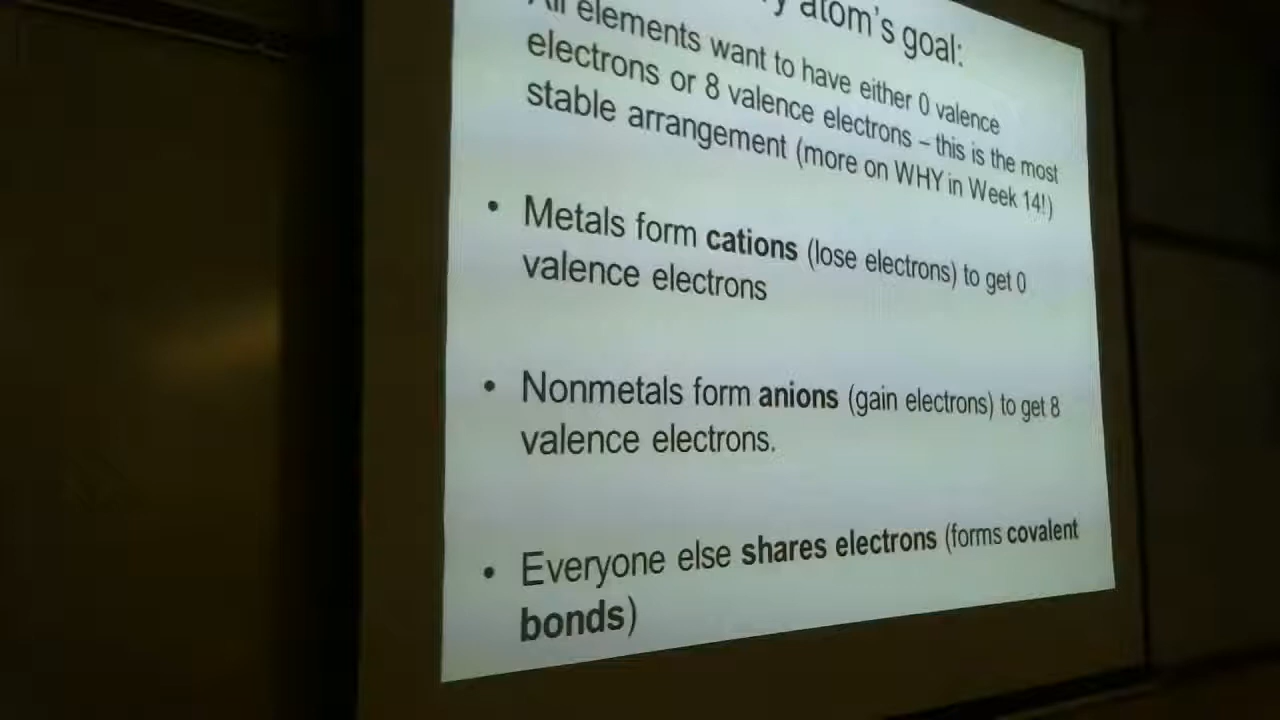 atom's goal:
All elements want to have either 0 valence
electrons or 8 valence electrons – this is the most
stable arrangement (more on WHY in Week 14!)
• Metals form cations (lose electrons) to get 0
valence electrons
• Nonmetals form anions (gain electrons) to get 8
valence electrons.
• Everyone else shares electrons (forms covalent
bonds)